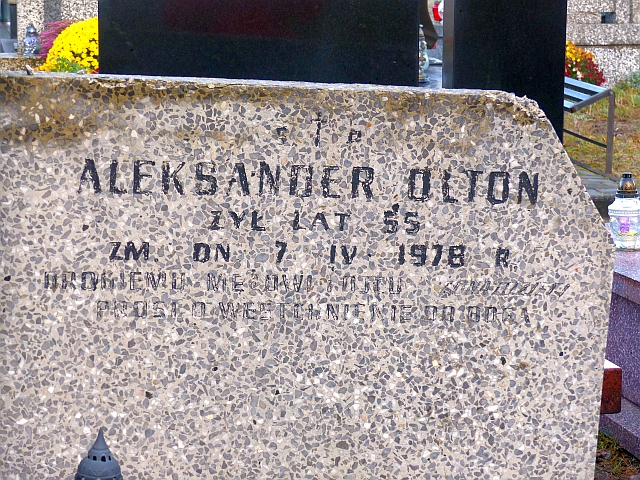 Ś † P
ALEKSANDER OLTON
ŻYŁ LAT 55
ZM. DN. 7 IV. 1978 R.
DROGIEMU MĘŻOWI I OJCU
PROSI O WESTCHNIENIE DO BOGA